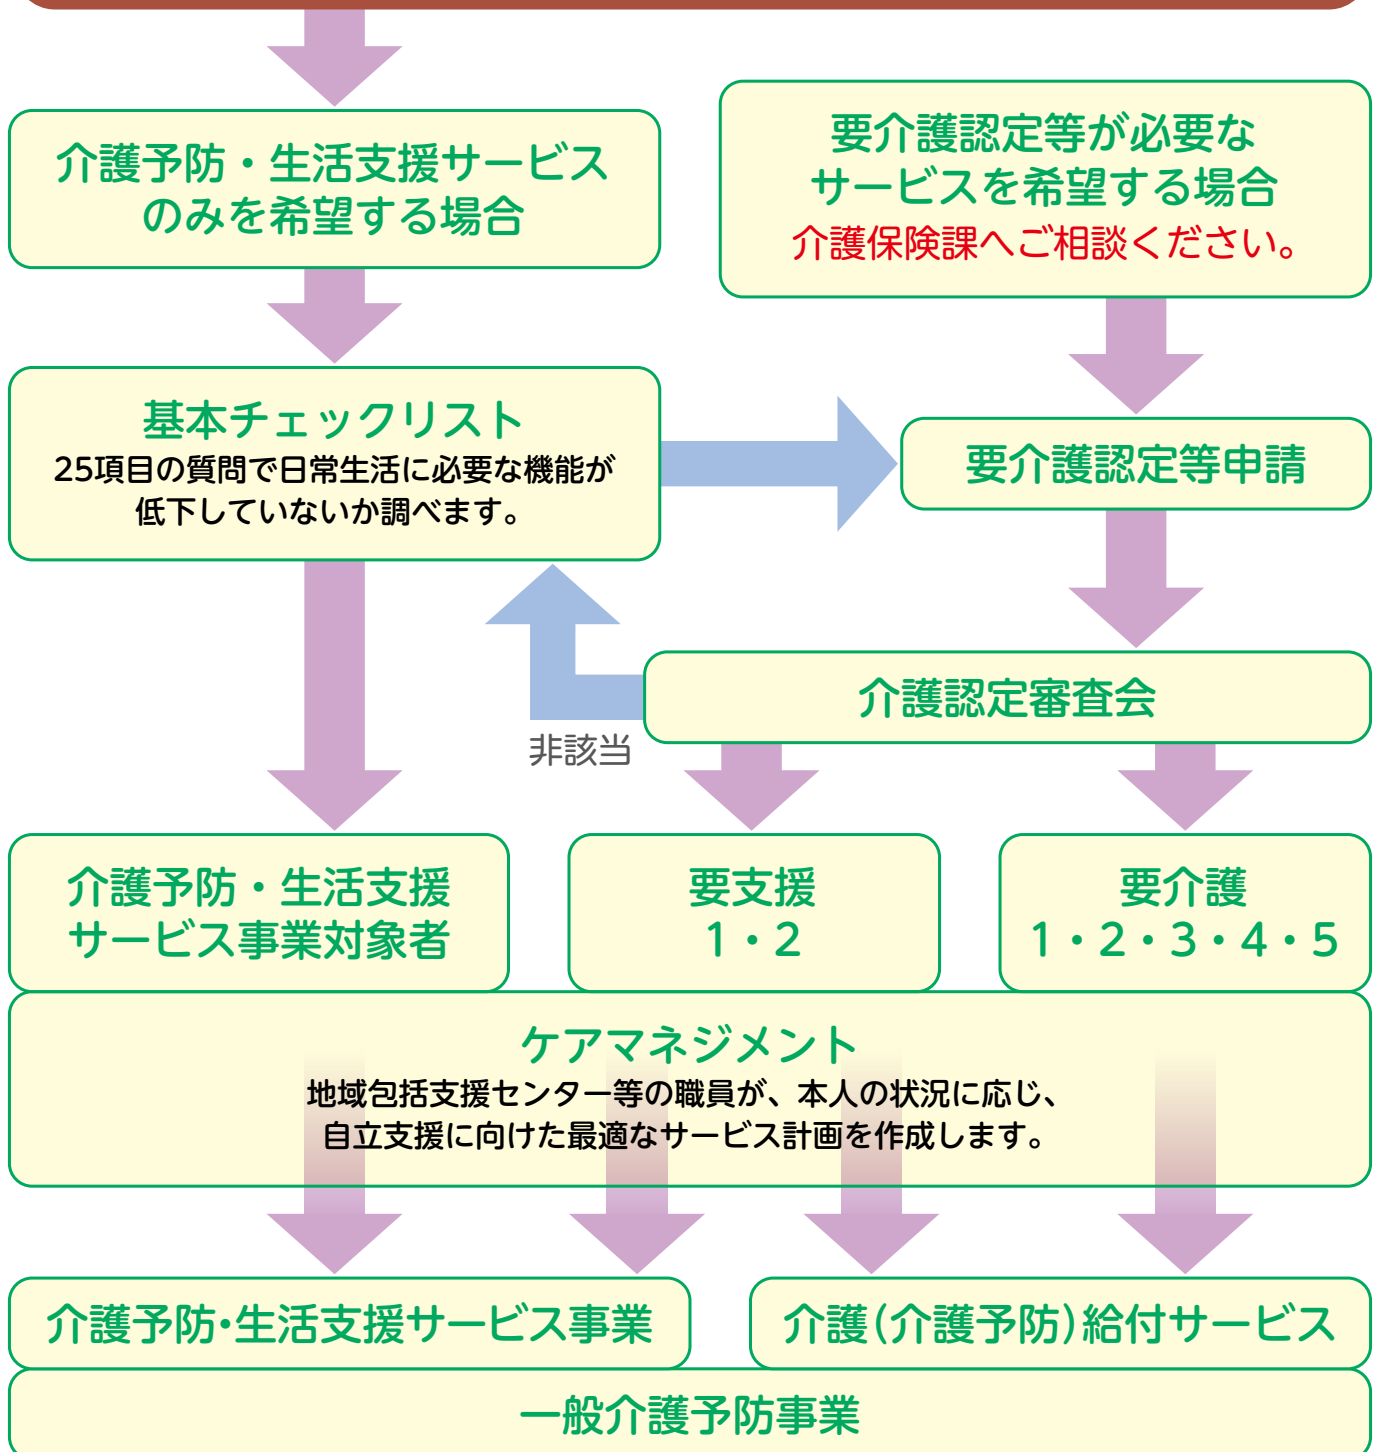 介護予防・生活支援サービス
のみを希望する場合
要介護認定等が必要な
サービスを希望する場合
介護保険課へご相談ください。
基本チェックリスト
25項目の質問で日常生活に必要な機能が
低下していないか調べます。
要介護認定等申請
介護認定審査会
非該当
介護予防・生活支援
サービス事業対象者
要支援
1・2
要介護
1・2・3・4・5
ケアマネジメント
地域包括支援センター等の職員が、本人の状況に応じ、
自立支援に向けた最適なサービス計画を作成します。
介護予防・生活支援サービス事業
介護(介護予防)給付サービス
一般介護予防事業